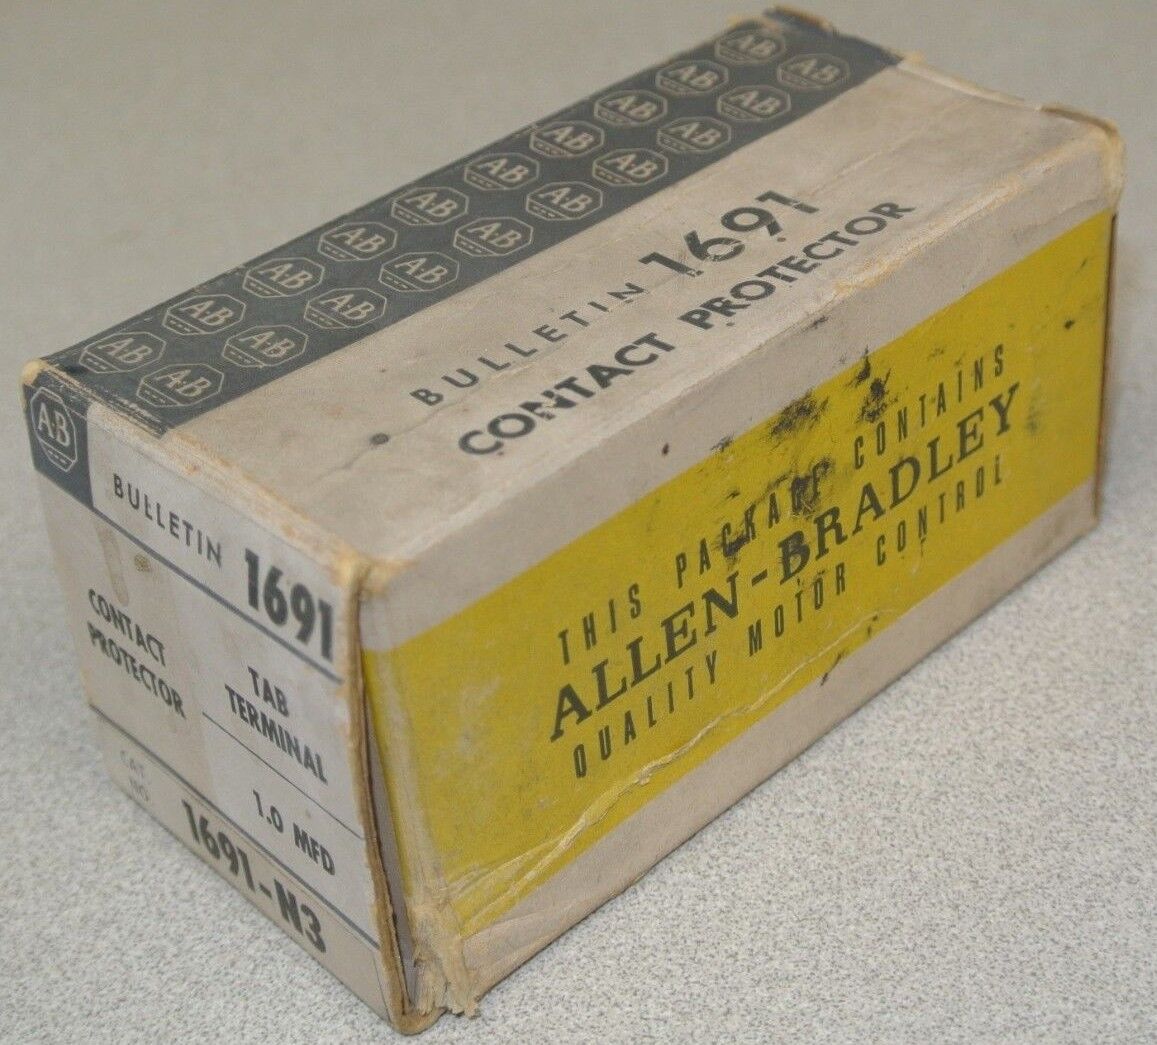 A-B A-B
A-B A-B
A-B A-B
A-B A-B
A-B A-B
A-B A-B
A-B A-B
A-B A-B
A-B A-B
A-B A-B
BULLETIN 1691
CONTACT PROTECTOR
A-B
BULLETIN 1691
CONTACT
PROTECTOR
TAB
TERMINAL
1.0 MFD
CAT.
NO.
1691-N3
THIS PACKAGE CONTAINS
ALLEN-BRADLEY
QUALITY MOTOR CONTROL